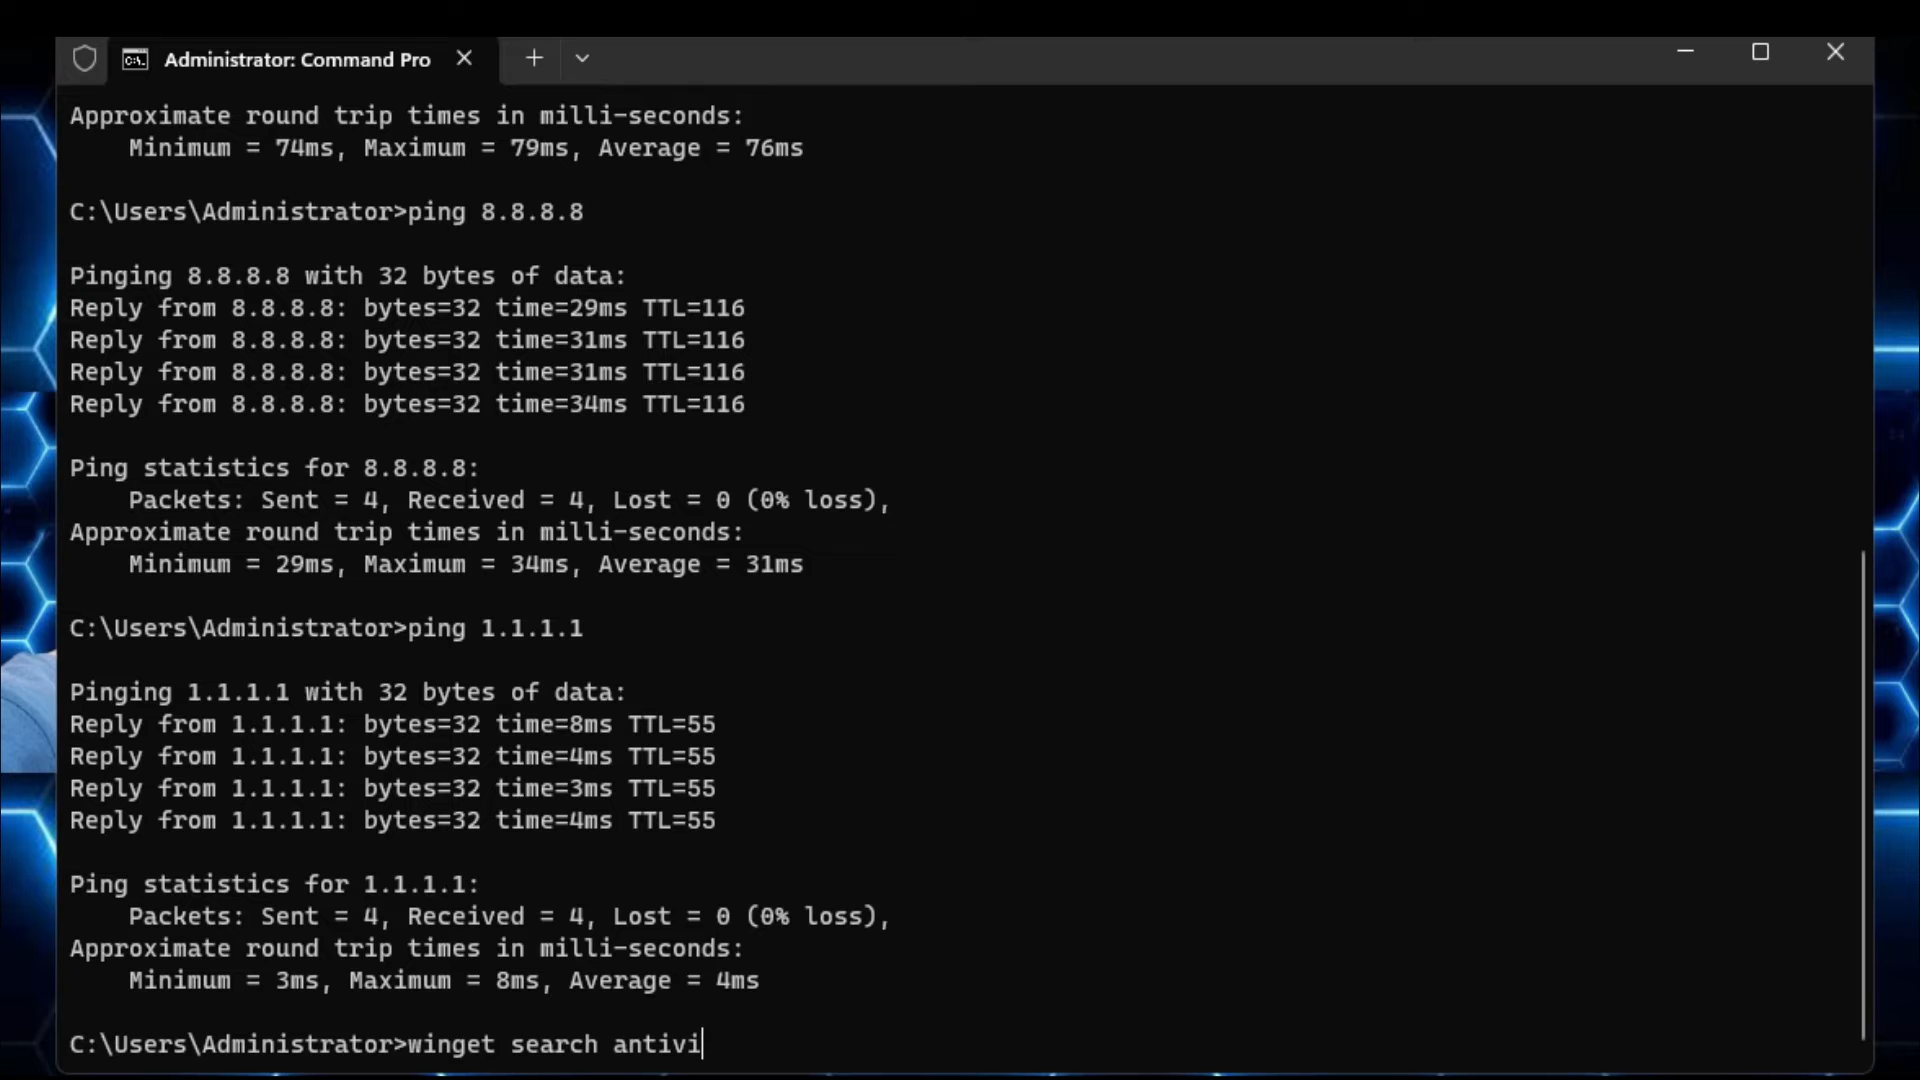 Administrator: Command Pro
Approximate round trip times in milli-seconds:
Minimum = 74ms, Maximum = 79ms, Average = 76ms
C:\Users\Administrator>ping 8.8.8.8
Pinging 8.8.8.8 with 32 bytes of data:
Reply from 8.8.8.8: bytes=32 time=29ms TTL=116
Reply from 8.8.8.8: bytes=32 time=31ms TTL=116
Reply from 8.8.8.8: bytes=32 time=31ms TTL=116
Reply from 8.8.8.8: bytes=32 time=34ms TTL=116
Ping statistics for 8.8.8.8:
Packets: Sent = 4, Received = 4, Lost = 0 (0% loss),
Approximate round trip times in milli-seconds:
Minimum = 29ms, Maximum = 34ms, Average = 31ms
C:\Users\Administrator>ping 1.1.1.1
Pinging 1.1.1.1 with 32 bytes of data:
Reply from 1.1.1.1: bytes=32 time=8ms TTL=55
Reply from 1.1.1.1: bytes=32 time=4ms TTL=55
Reply from 1.1.1.1: bytes=32 time=3ms TTL=55
Reply from 1.1.1.1: bytes=32 time=4ms TTL=55
Ping statistics for 1.1.1.1:
Packets: Sent = 4, Received = 4, Lost = 0 (0% loss),
Approximate round trip times in milli-seconds:
Minimum = 3ms, Maximum = 8ms, Average = 4ms
C:\Users\Administrator>winget search antivi